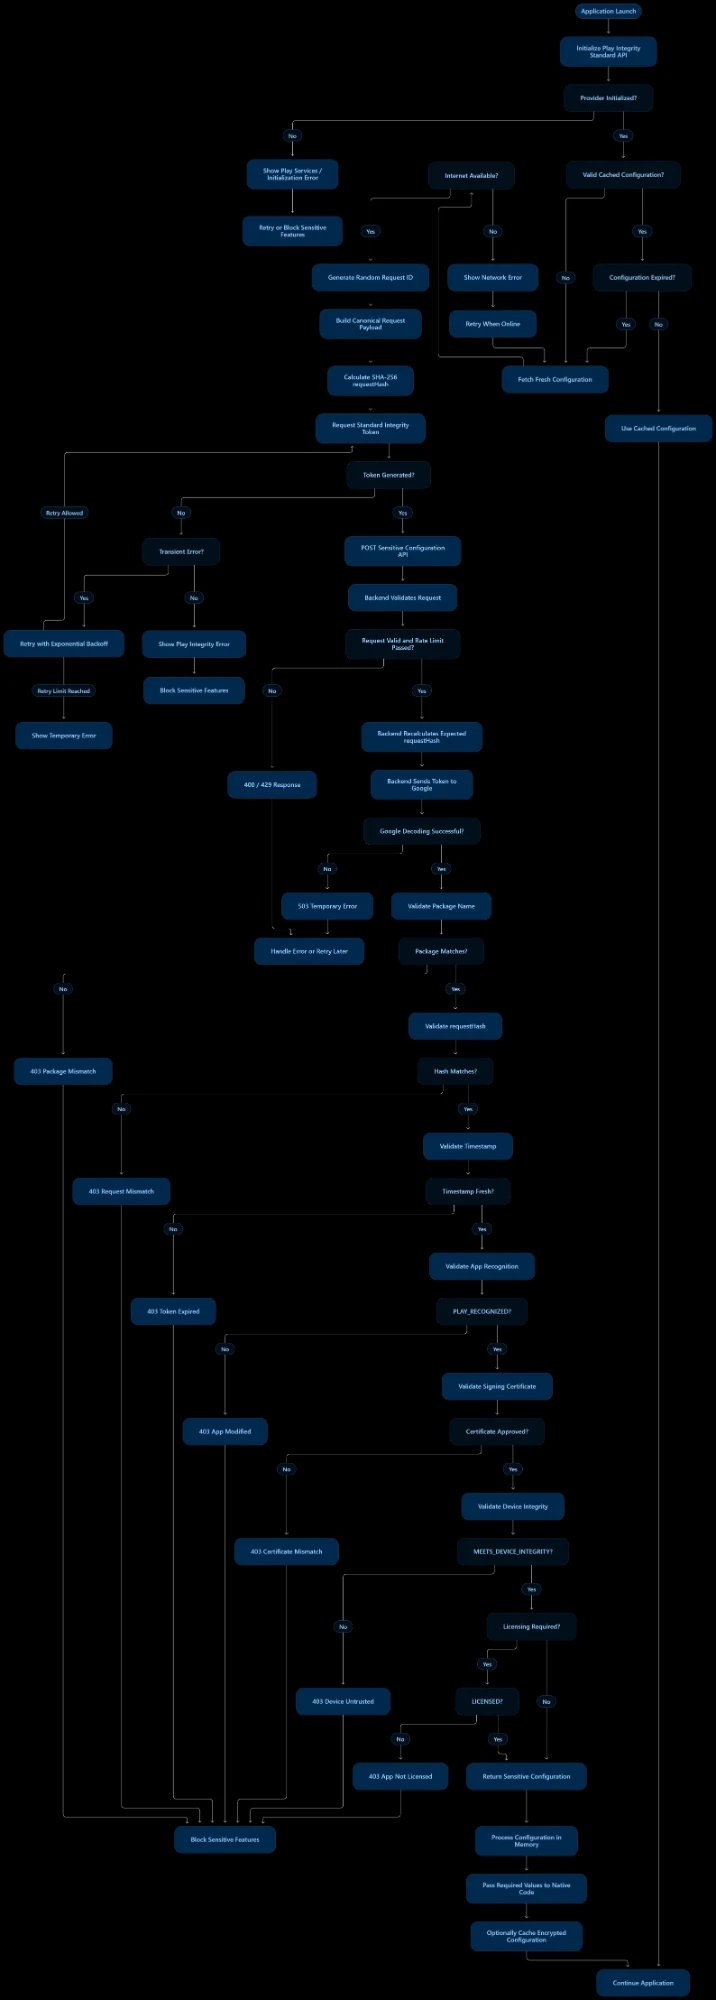 Application Launch
Initialize Play Integrity
Standard API
Provider Initialized?
No
Yes
Show Play Services /
Initialization Error
Internet Available?
Valid Cached Configuration?
Retry or Block Sensitive
Features
Yes
No
No
Yes
Generate Random Request ID
Show Network Error
Configuration Expired?
Build Canonical Request
Payload
Retry When Online
Yes
No
Calculate SHA-256
requestHash
Fetch Fresh Configuration
Request Standard Integrity
Token
Use Cached Configuration
Token Generated?
Retry Allowed
No
Yes
Transient Error?
POST Sensitive Configuration
API
Yes
No
Backend Validates Request
Retry with Exponential Backoff
Show Play Integrity Error
Request Valid and Rate Limit
Passed?
Retry Limit Reached
Block Sensitive Features
No
Yes
Show Temporary Error
Backend Recalculates Expected
requestHash
400 / 429 Response
Backend Sends Token to
Google
Google Decoding Successful?
No
Yes
503 Temporary Error
Validate Package Name
Handle Error or Retry Later
Package Matches?
No
Yes
Validate requestHash
403 Package Mismatch
Hash Matches?
No
Yes
Validate Timestamp
403 Request Mismatch
Timestamp Fresh?
No
Yes
Validate App Recognition
403 Token Expired
PLAY_RECOGNIZED?
No
Yes
Validate Signing Certificate
403 App Modified
Certificate Approved?
No
Yes
Validate Device Integrity
403 Certificate Mismatch
MEETS_DEVICE_INTEGRITY?
Yes
No
Licensing Required?
Yes
403 Device Untrusted
LICENSED?
No
No
Yes
403 App Not Licensed
Return Sensitive Configuration
Block Sensitive Features
Process Configuration in
Memory
Pass Required Values to Native
Code
Optionally Cache Encrypted
Configuration
Continue Application